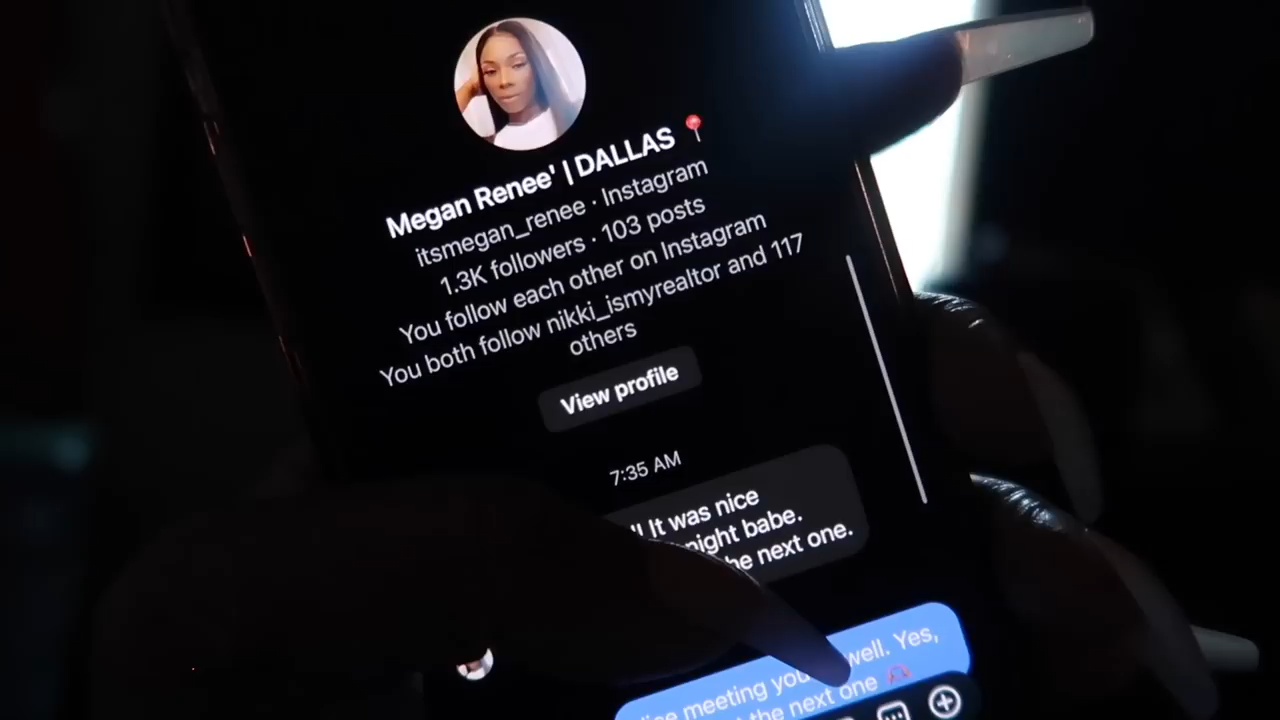 Megan Renee' | DALLAS 📍
itsmegan_renee · Instagram
1.3K followers · 103 posts
You follow each other on Instagram
You both follow nikki_ismyrealtor and 117
others
View profile
7:35 AM
It was nice
night babe.
the next one.
well. Yes,
meeting you
the next one